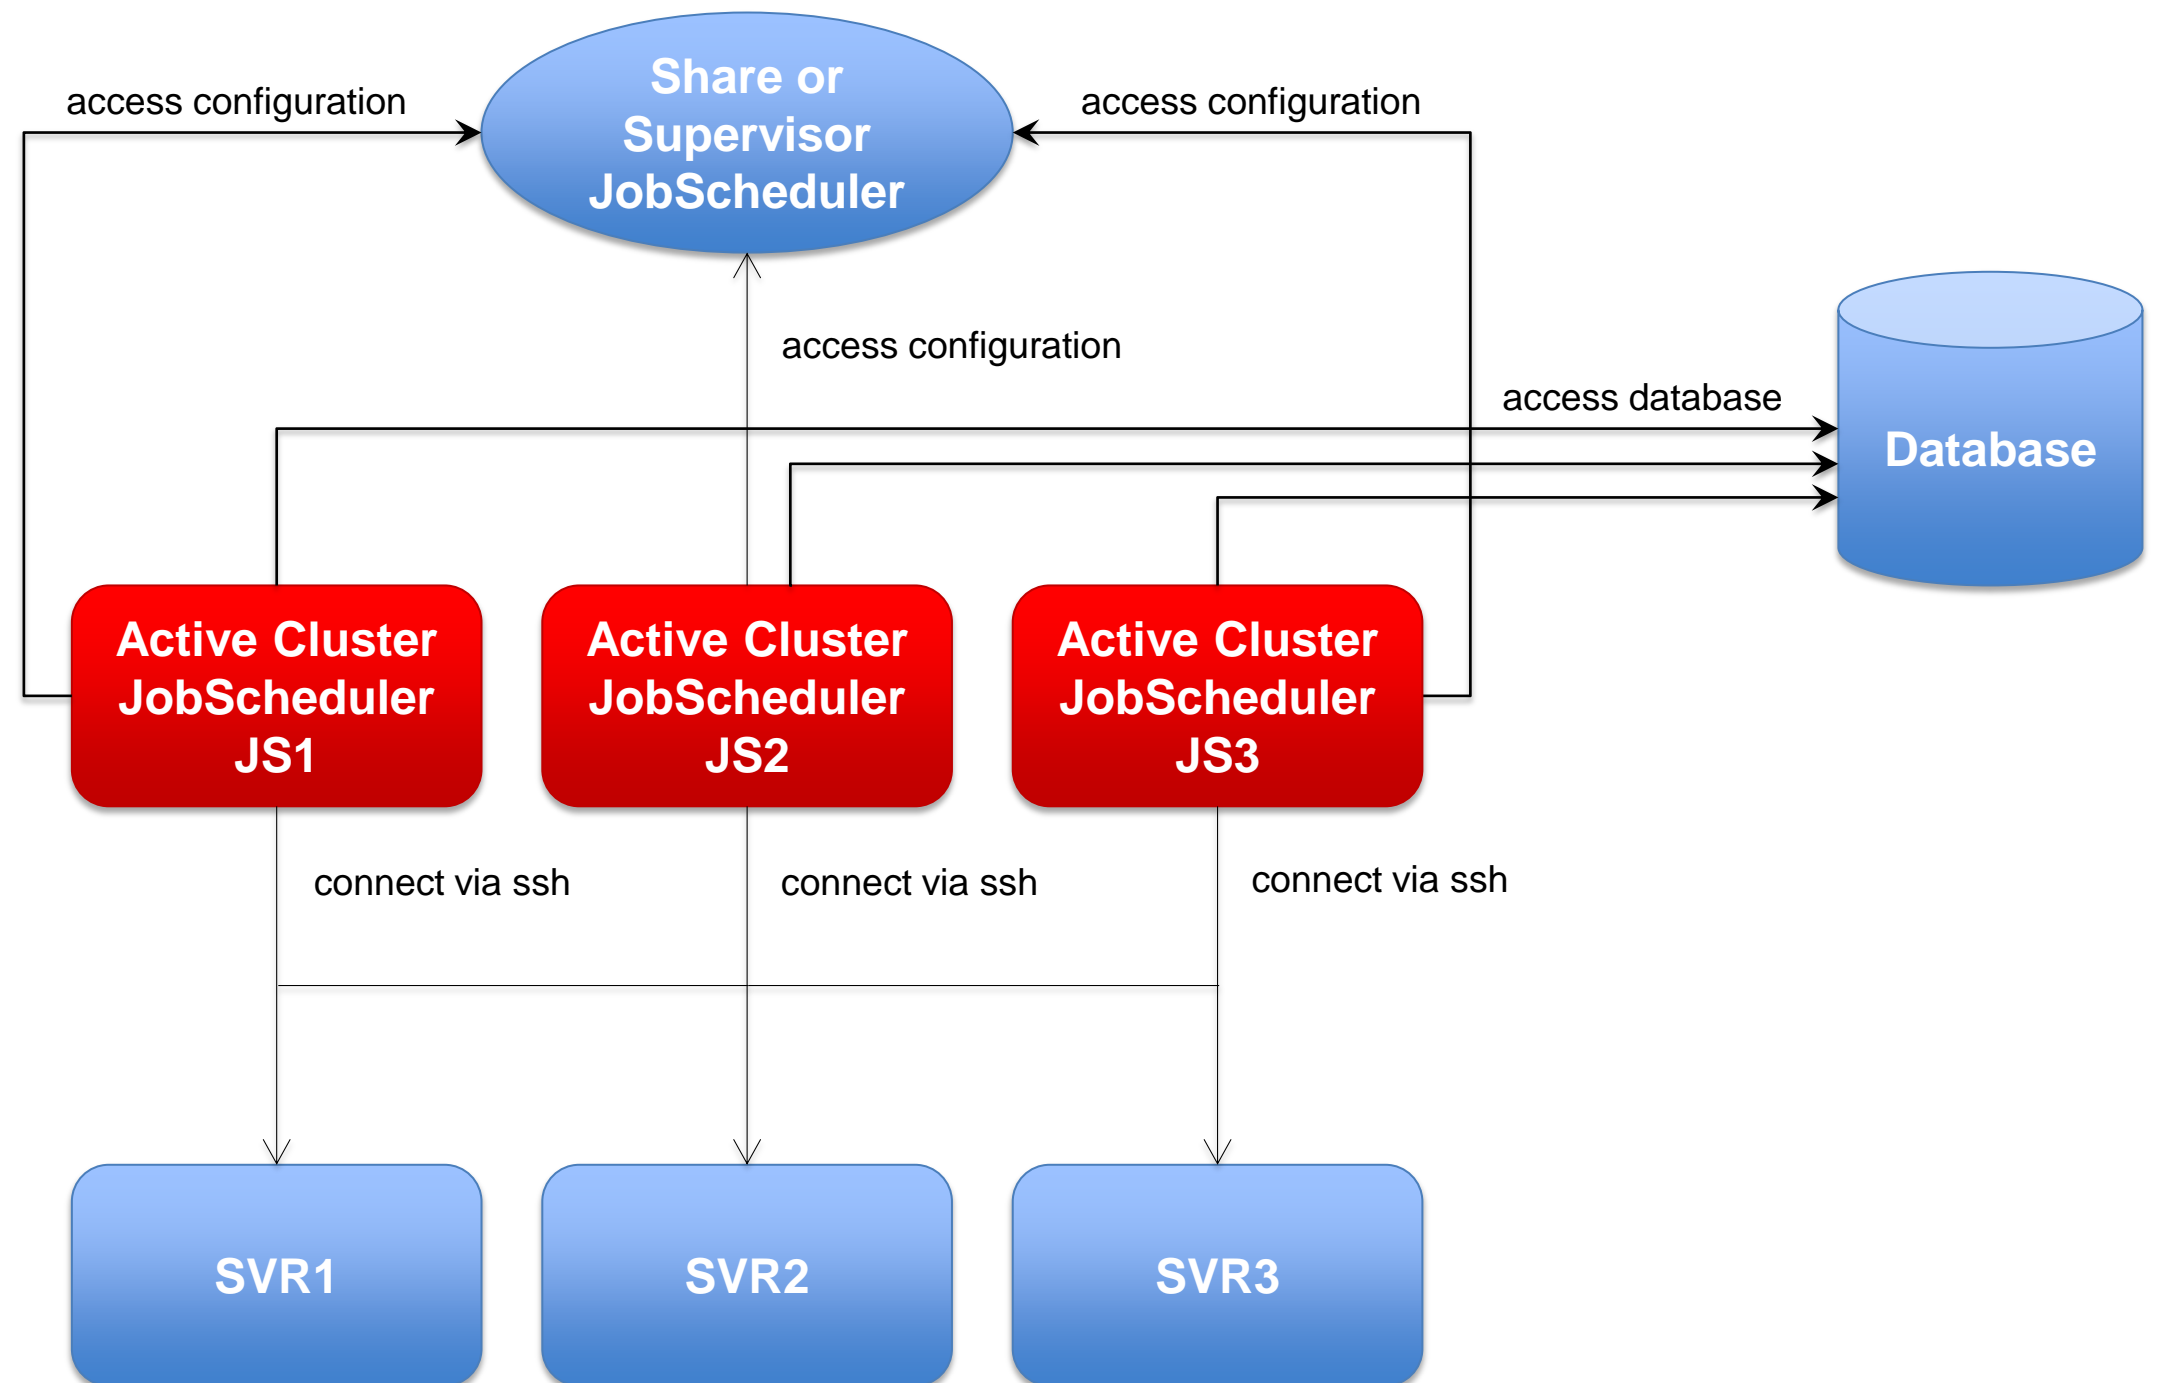 Share or
Supervisor
JobScheduler
access configuration
access configuration
access configuration
access database
Database
Active Cluster
JobScheduler
JS1
Active Cluster
JobScheduler
JS2
Active Cluster
JobScheduler
JS3
connect via ssh
connect via ssh
connect via ssh
SVR1
SVR2
SVR3